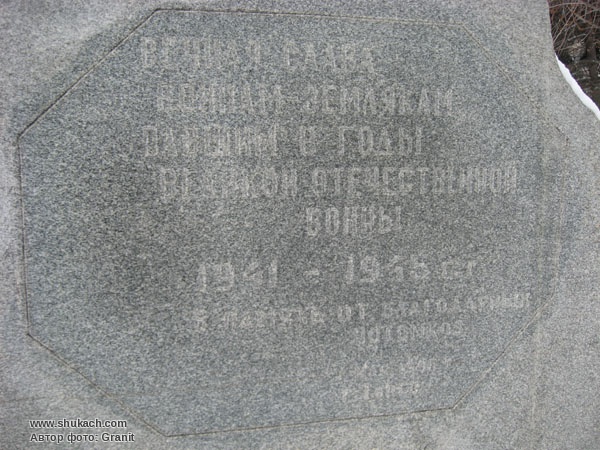 ВЕЧНАЯ СЛАВА
ЗЕМЛЯКАМ
ПАВШИМ В ГОДЫ
ВЕЛИКОЙ ОТЕЧЕСТВЕННОЙ
ВОЙНЫ
1941 - 1945 г.г
В ПАМЯТЬ ОТ БЛАГОДАРНЫХ
ПОТОМКОВ
www.shukach.com
Автор фото: Granit